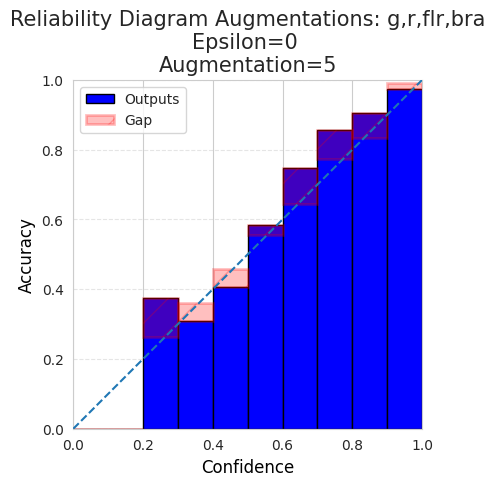 Reliability Diagram Augmentations: g,r,flr,bra
Epsilon=0
Augmentation=5
1.0
0.8
0.6
0.4
0.2
0.0
Accuracy
Outputs
Gap
0.0 0.2 0.4 0.6 0.8 1.0
Confidence